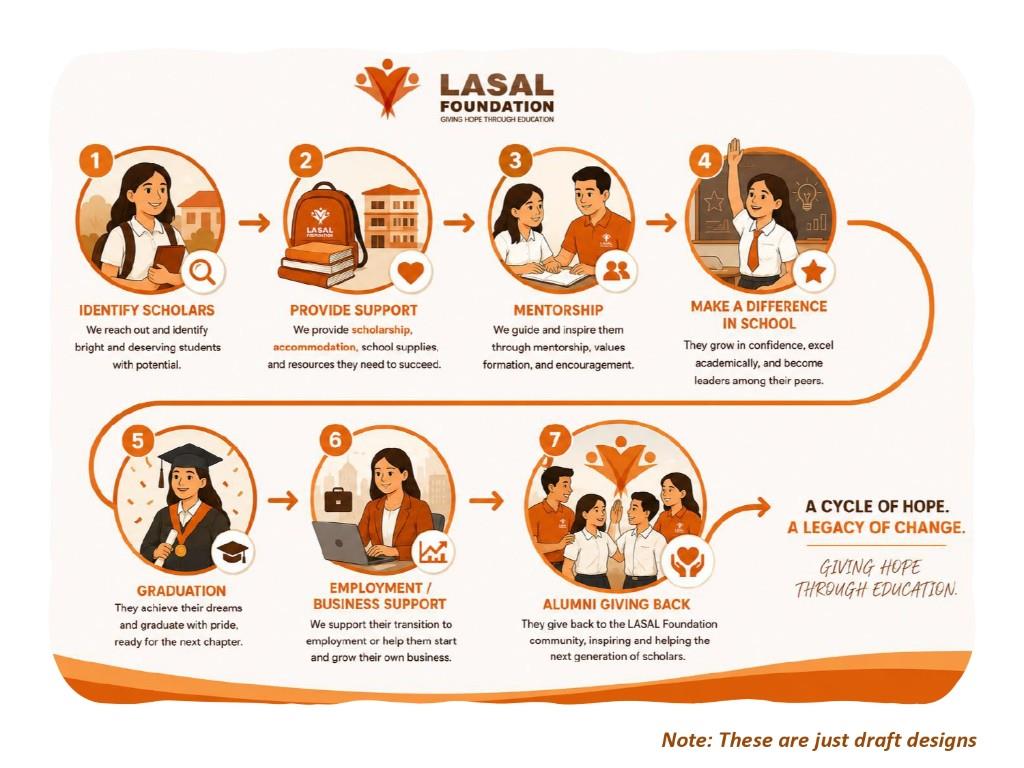 LASAL
FOUNDATION
GIVING HOPE THROUGH EDUCATION
1
2
3
4
LASAL
FOUNDATION
LASAL
IDENTIFY SCHOLARS
We reach out and identify
bright and deserving students
with potential.
PROVIDE SUPPORT
We provide scholarship,
accommodation, school supplies,
and resources they need to succeed.
MENTORSHIP
We guide and inspire them
through mentorship, values
formation, and encouragement.
MAKE A DIFFERENCE
IN SCHOOL
They grow in confidence, excel
academically, and become
leaders among their peers.
5
6
7
GRADUATION
They achieve their dreams
and graduate with pride,
ready for the next chapter.
EMPLOYMENT /
BUSINESS SUPPORT
We support their transition to
employment or help them start
and grow their own business.
ALUMNI GIVING BACK
They give back to the LASAL Foundation
community, inspiring and helping the
next generation of scholars.
A CYCLE OF HOPE.
A LEGACY OF CHANGE.
GIVING HOPE
THROUGH EDUCATION.
Note: These are just draft designs